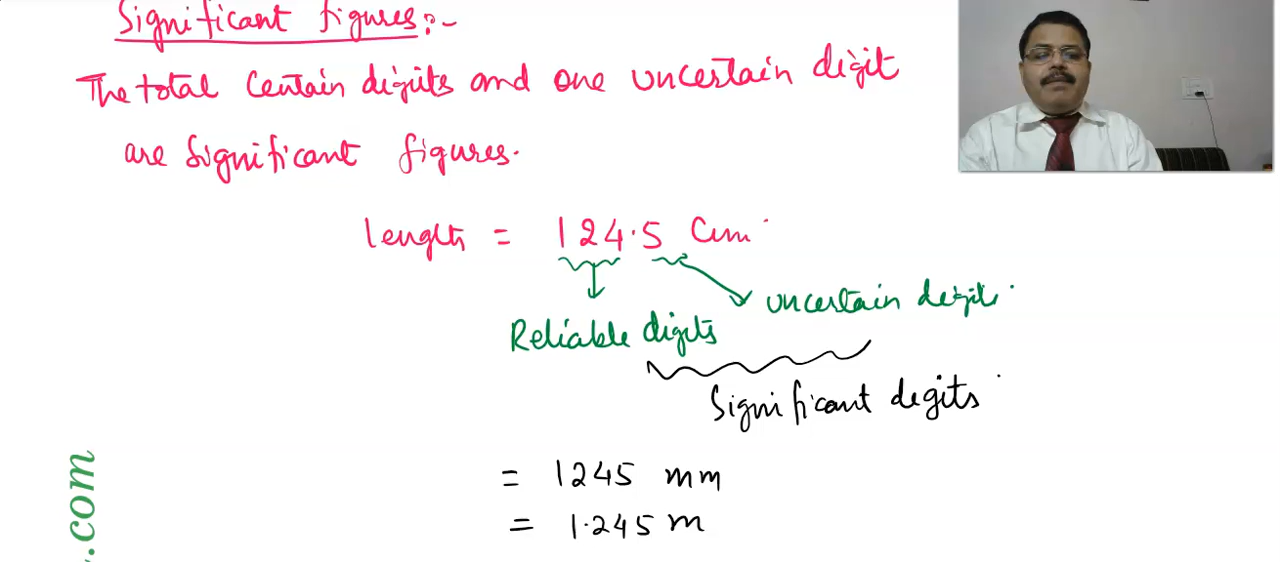 Significant figures:-
The total Certain digits and one uncertain digit
are Significant figures.
length = 124.5 Cm
uncertain digit.
Reliable digits
Significant digits
= 1245 mm
= 1.245 m
.com